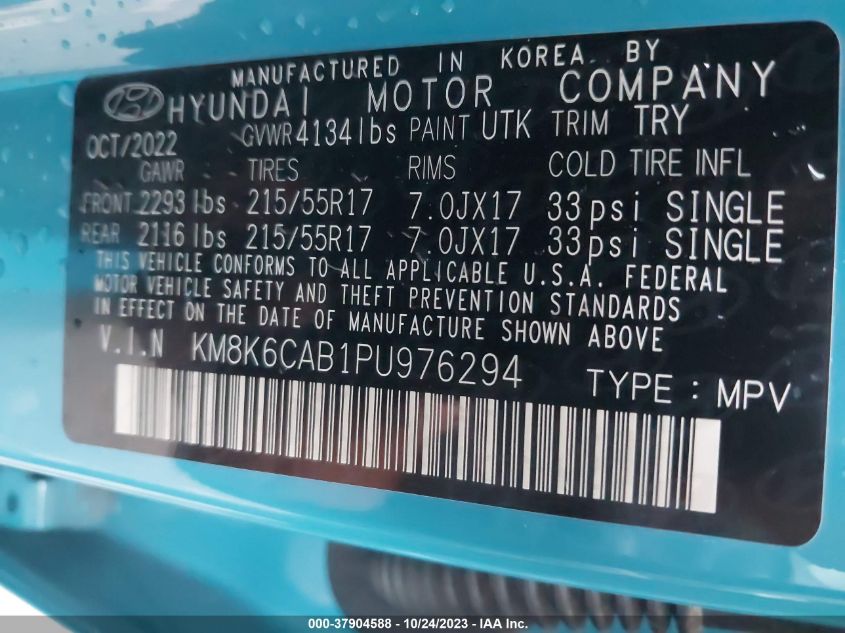 MANUFACTURED IN KOREA BY
HYUNDAI MOTOR COMPANY
OCT/2022 GVWR 4134 lbs PAINT UTK TRIM TRY
GAWR TIRES RIMS COLD TIRE INFL
FRONT 2293 lbs 215/55R17 7.0JX17 33psi SINGLE
REAR 2116 lbs 215/55R17 7.0JX17 33psi SINGLE
THIS VEHICLE CONFORMS TO ALL APPLICABLE U.S.A. FEDERAL
MOTOR VEHICLE SAFETY AND THEFT PREVENTION STANDARDS
IN EFFECT ON THE DATE OF MANUFACTURE SHOWN ABOVE
V.I.N KM8K6CAB1PU976294 TYPE : MPV
000-37904588 - 10/24/2023 - IAA Inc.